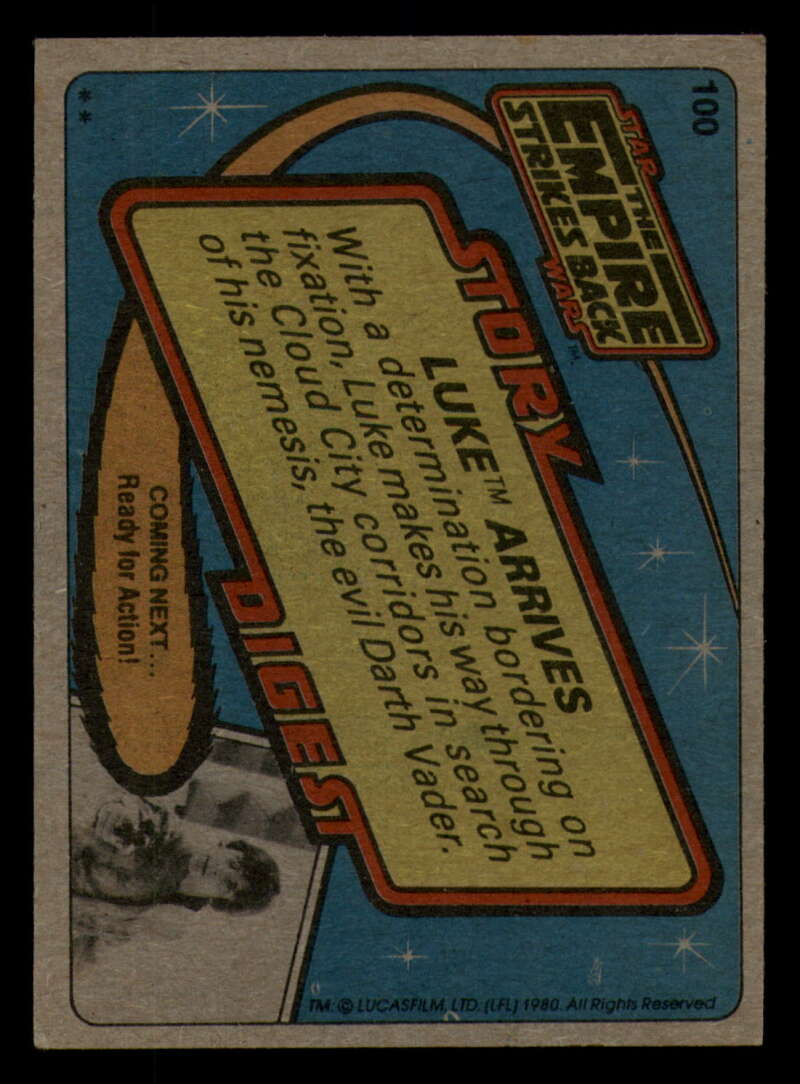 100
STAR
THE
EMPIRE
STRIKES BACK
WARS™
STORY
LUKE™ ARRIVES
With a determination bordering on
fixation, Luke makes his way through
the Cloud City corridors in search
of his nemesis, the evil Darth Vader.
DIGEST
COMING NEXT...
Ready for Action!
**
TM: © LUCASFILM, LTD. (LFL) 1980. All Rights Reserved